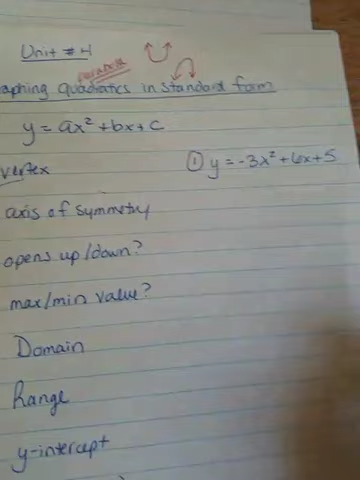 Unit #4
parabola
aphing Quadratics in standard form
y = ax² + bx + c
vertex
① y = -3x² + 6x + 5
axis of symmetry
opens up/down?
max/min value?
Domain
Range
y-intercept